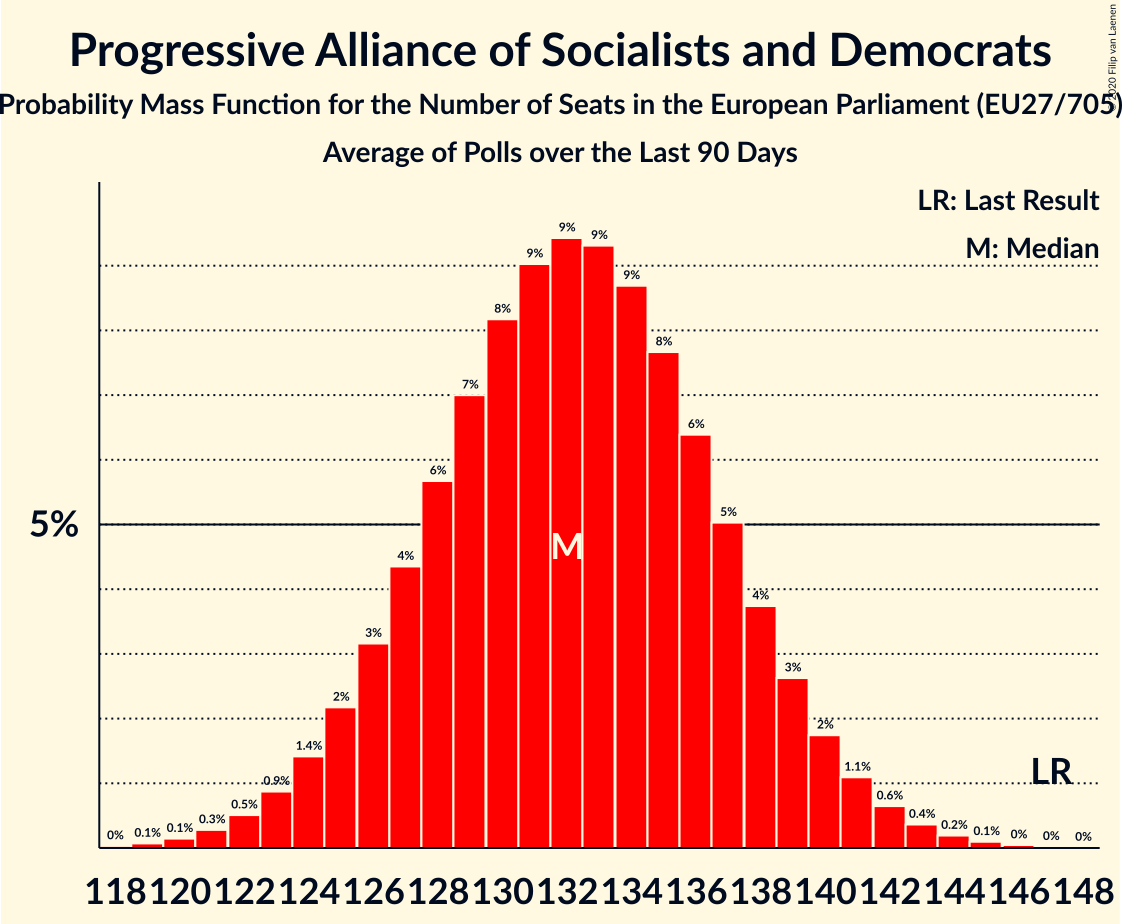 Progressive Alliance of Socialists and Democrats
Probability Mass Function for the Number of Seats in the European Parliament (EU27/705)
Average of Polls over the Last 90 Days
© 2020 Filip van Laenen
LR: Last Result
M: Median
5%
0% 0.1% 0.1% 0.3% 0.5% 0.9% 1.4% 2% 3% 4% 6% 7% 8% 9% 9% 9% 9% 8% 6% 5% 4% 3% 2% 1.1% 0.6% 0.4% 0.2% 0.1% 0% 0% 0%
M
LR
118 120 122 124 126 128 130 132 134 136 138 140 142 144 146 148